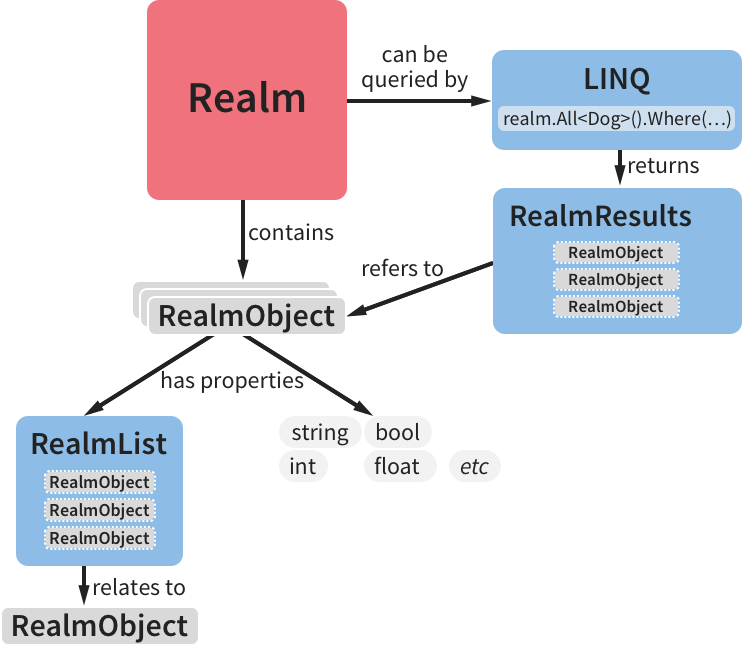 Realm
can be
queried by
LINQ
realm.All<Dog>().Where(...)
returns
contains
RealmResults
RealmObject
RealmObject
RealmObject
refers to
RealmObject
has properties
string
bool
int
float
etc
RealmList
RealmObject
RealmObject
RealmObject
relates to
RealmObject